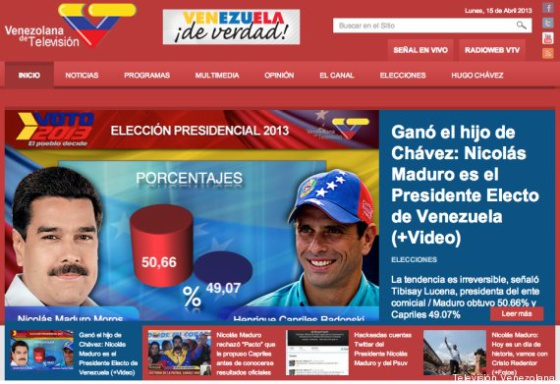 Venezolana
de Televisión
VENEZUELA
¡de verdad!
Lunes, 15 de Abril 2013
Buscar en el Sitio
SEÑAL EN VIVO
RADIOWEB VTV
INICIO
NOTICIAS
PROGRAMAS
MULTIMEDIA
OPINIÓN
EL CANAL
ELECCIONES
HUGO CHÁVEZ
VOTO
2013
El pueblo decide
ELECCIÓN PRESIDENCIAL 2013
PORCENTAJES
50,66
49,07
%
Nicolás Maduro Moros
Henrique Capriles Radonski
Ganó el hijo de
Chávez: Nicolás
Maduro es el
Presidente Electo
de Venezuela
(+Video)
ELECCIONES
La tendencia es irreversible, señaló
Tibisay Lucena, presidenta del ente
comicial / Maduro obtuvo 50.66% y
Capriles 49.07%
Leer más
Ganó el hijo de
Chávez: Nicolás
Maduro es el
Presidente Electo de
Venezuela (+Video)
Nicolás Maduro
rechazó "Pacto" que
le propuso Capriles
antes de conocerse
resultados oficiales
Hackeadas cuentas
Twitter del
Presidente Nicolás
Maduro y del Psuv
Nicolás Maduro:
Hoy es un día de
historia, vamos con
Cristo Redentor
(+Fotos)
Televisión Venezolana